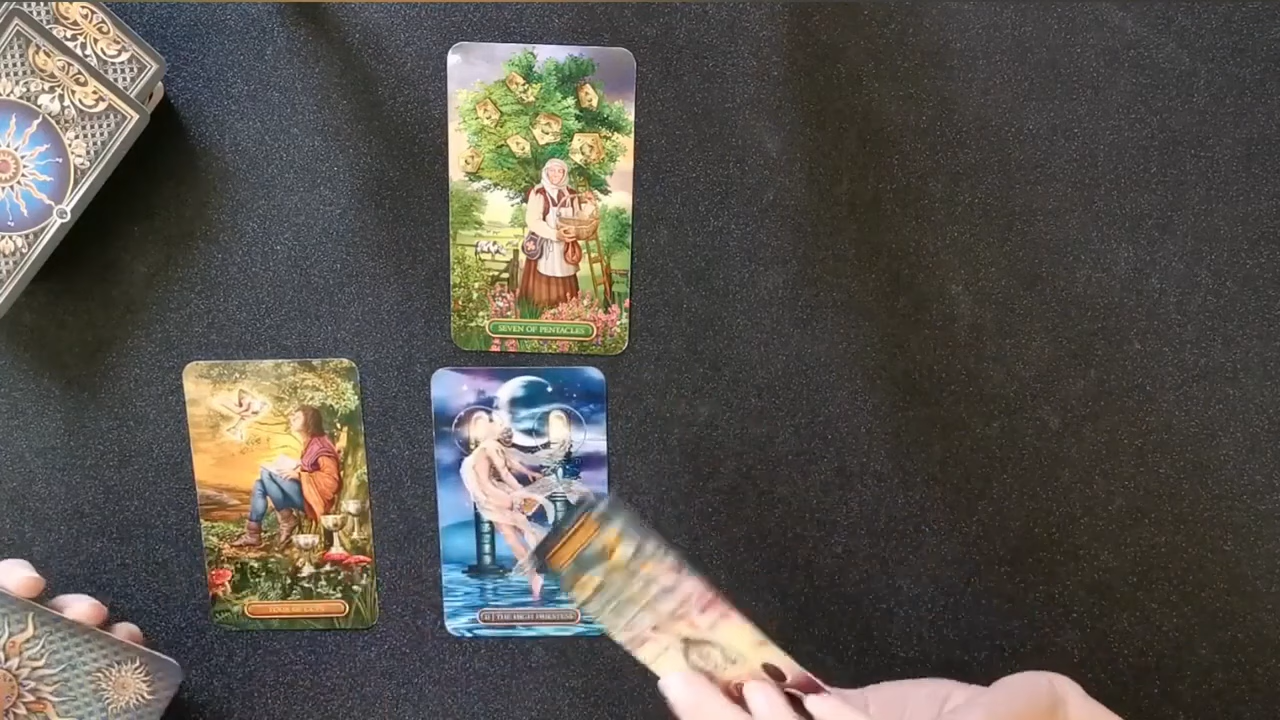 SEVEN OF PENTACLES
FOUR OF CUPS
II | THE HIGH PRIESTESS